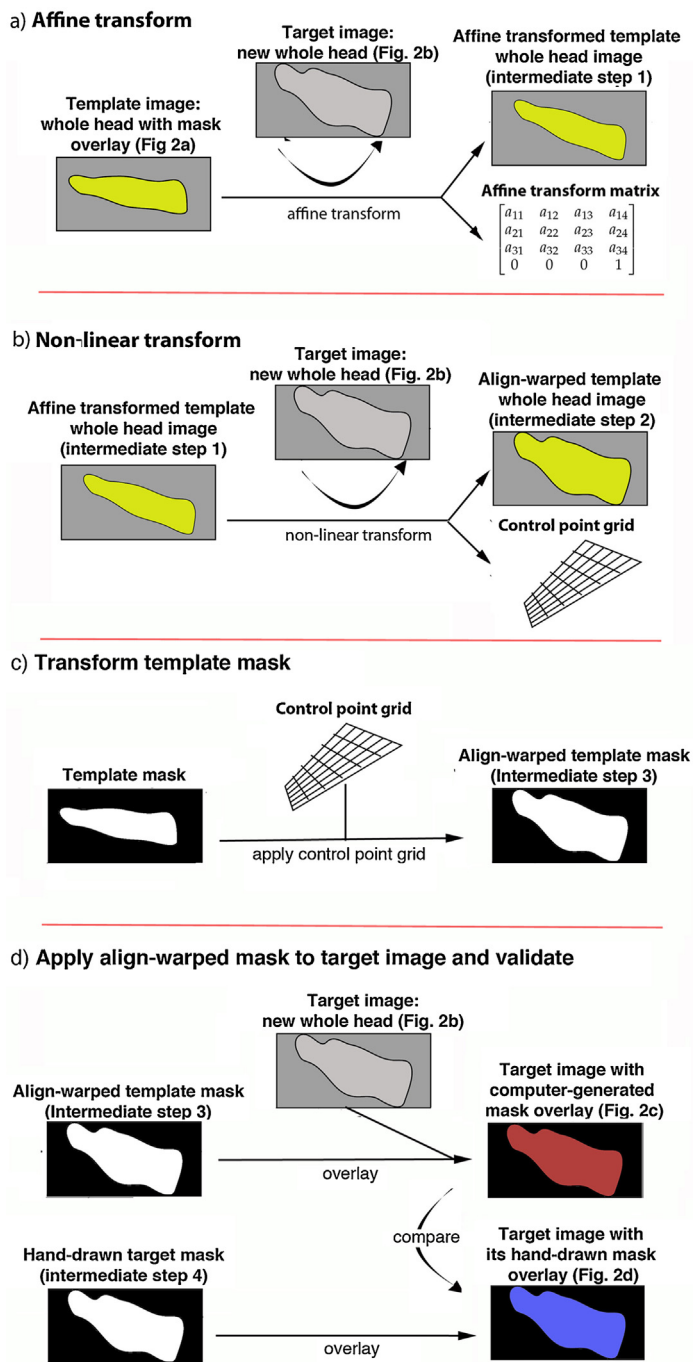 a) Affine transform
Target image:
new whole head (Fig. 2b)
Affine transformed template
whole head image
(intermediate step 1)
Template image:
whole head with mask
overlay (Fig 2a)
affine transform
Affine transform matrix
a11 a12 a13 a14
a21 a22 a23 a24
a31 a32 a33 a34
0 0 0 1
b) Non-linear transform
Target image:
new whole head (Fig. 2b)
Align-warped template
whole head image
(intermediate step 2)
Affine transformed template
whole head image
(intermediate step 1)
non-linear transform
Control point grid
c) Transform template mask
Control point grid
Template mask
Align-warped template mask
(Intermediate step 3)
apply control point grid
d) Apply align-warped mask to target image and validate
Target image:
new whole head (Fig. 2b)
Align-warped template mask
(Intermediate step 3)
Target image with
computer-generated
mask overlay (Fig. 2c)
overlay
compare
Hand-drawn target mask
(intermediate step 4)
Target image with
its hand-drawn mask
overlay (Fig. 2d)
overlay